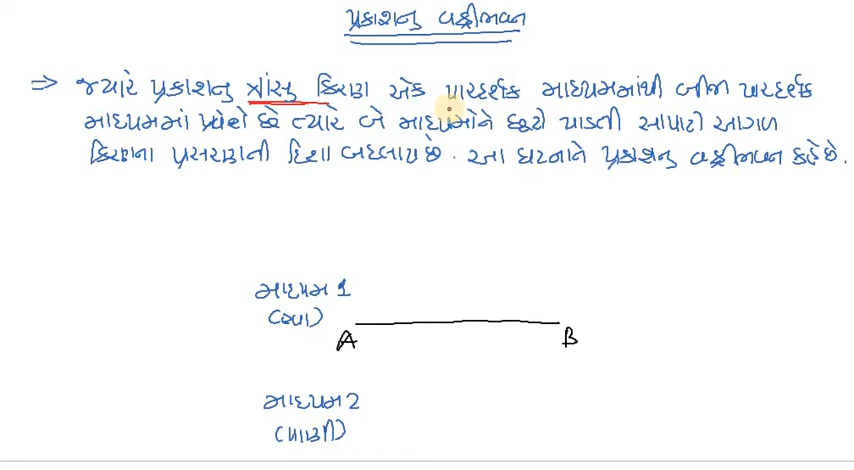 પ્રકાશનુ વક્રીભવન
⇒ જ્યારે પ્રકાશનુ ત્રાંસુ કિરણ એક પારદર્શક માધ્યમમાંથી બીજા પારદર્શક
માધ્યમમાં પ્રવેશે છે ત્યારે બે માધ્યમોને છૂટી પાડતી સપાટી આગળ
કિરણના પ્રસરણની દિશા બદલાય છે. આ ઘટનાને પ્રકાશનુ વક્રીભવન કહે છે.
માધ્યમ 1
(હવા)
A B
માધ્યમ 2
(પાણી)